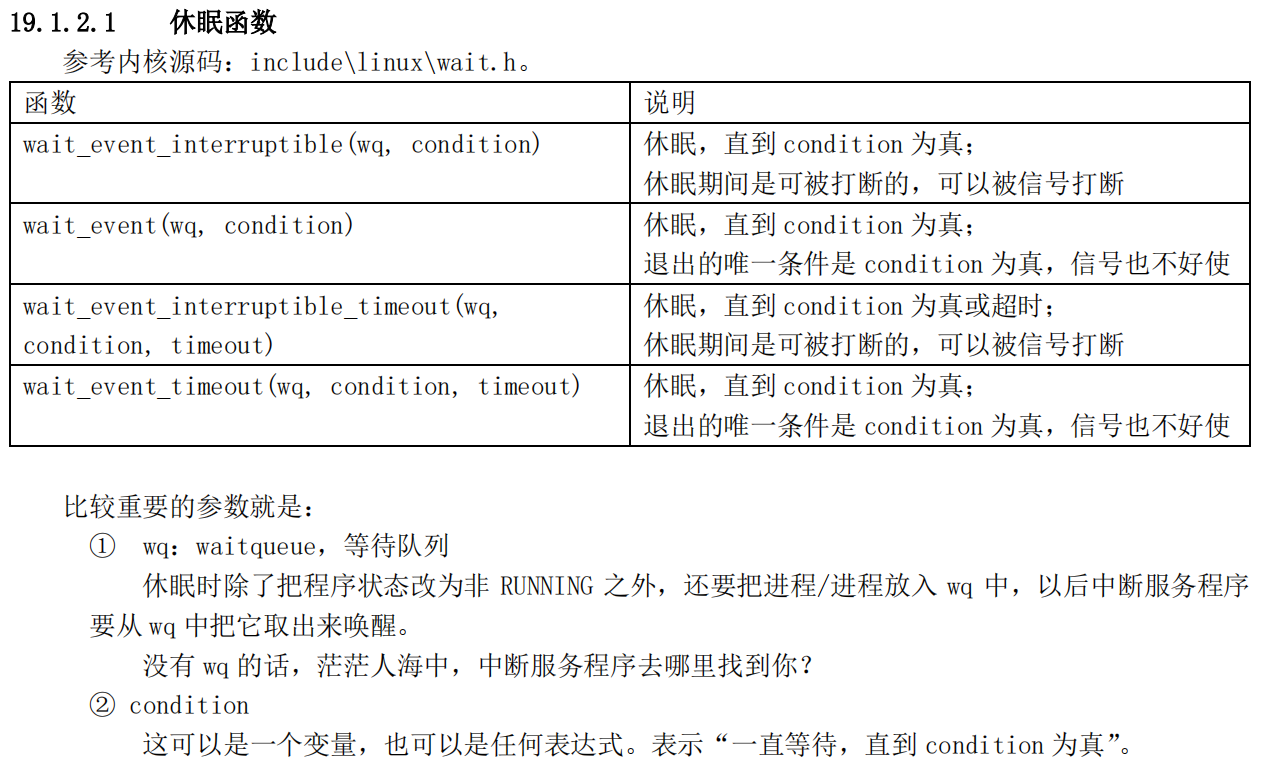 19.1.2.1 休眠函数
参考内核源码：include\linux\wait.h。
函数 说明
wait_event_interruptible(wq, condition) 休眠，直到 condition 为真；
休眠期间是可被打断的，可以被信号打断
wait_event(wq, condition) 休眠，直到 condition 为真；
退出的唯一条件是 condition 为真，信号也不好使
wait_event_interruptible_timeout(wq, 休眠，直到 condition 为真或超时；
condition, timeout) 休眠期间是可被打断的，可以被信号打断
wait_event_timeout(wq, condition, timeout) 休眠，直到 condition 为真；
退出的唯一条件是 condition 为真，信号也不好使
比较重要的参数就是：
① wq：waitqueue，等待队列
休眠时除了把程序状态改为非 RUNNING 之外，还要把进程/进程放入 wq 中，以后中断服务程序
要从 wq 中把它取出来唤醒。
没有 wq 的话，茫茫人海中，中断服务程序去哪里找到你？
② condition
这可以是一个变量，也可以是任何表达式。表示“一直等待，直到 condition 为真”。